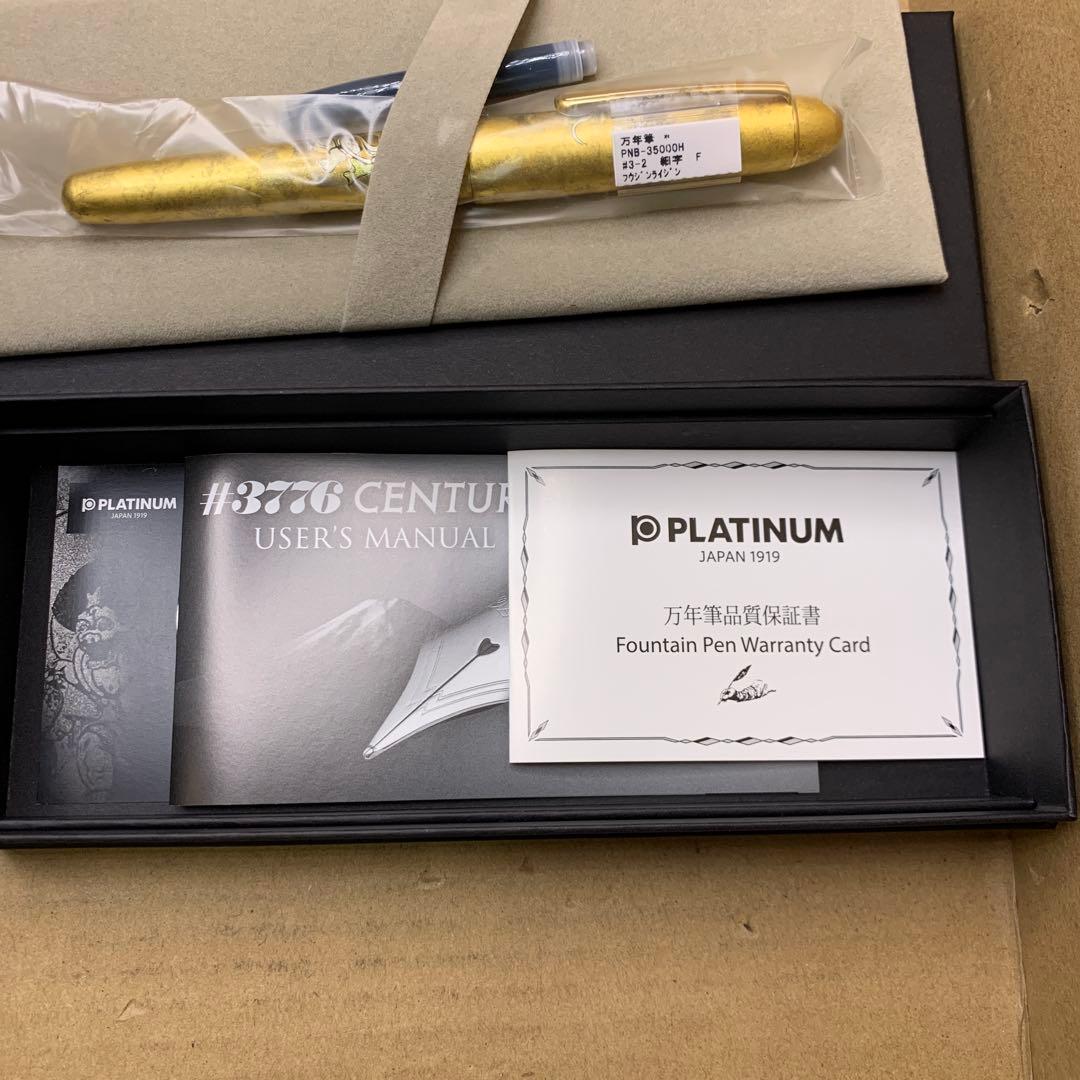 万年筆 *
PNB-35000H
#3-2 細字 F
フウジンライジン
PLATINUM
JAPAN 1919
#3776 CENTUR
USER'S MANUAL
PLATINUM
JAPAN 1919
万年筆品質保証書
Fountain Pen Warranty Card